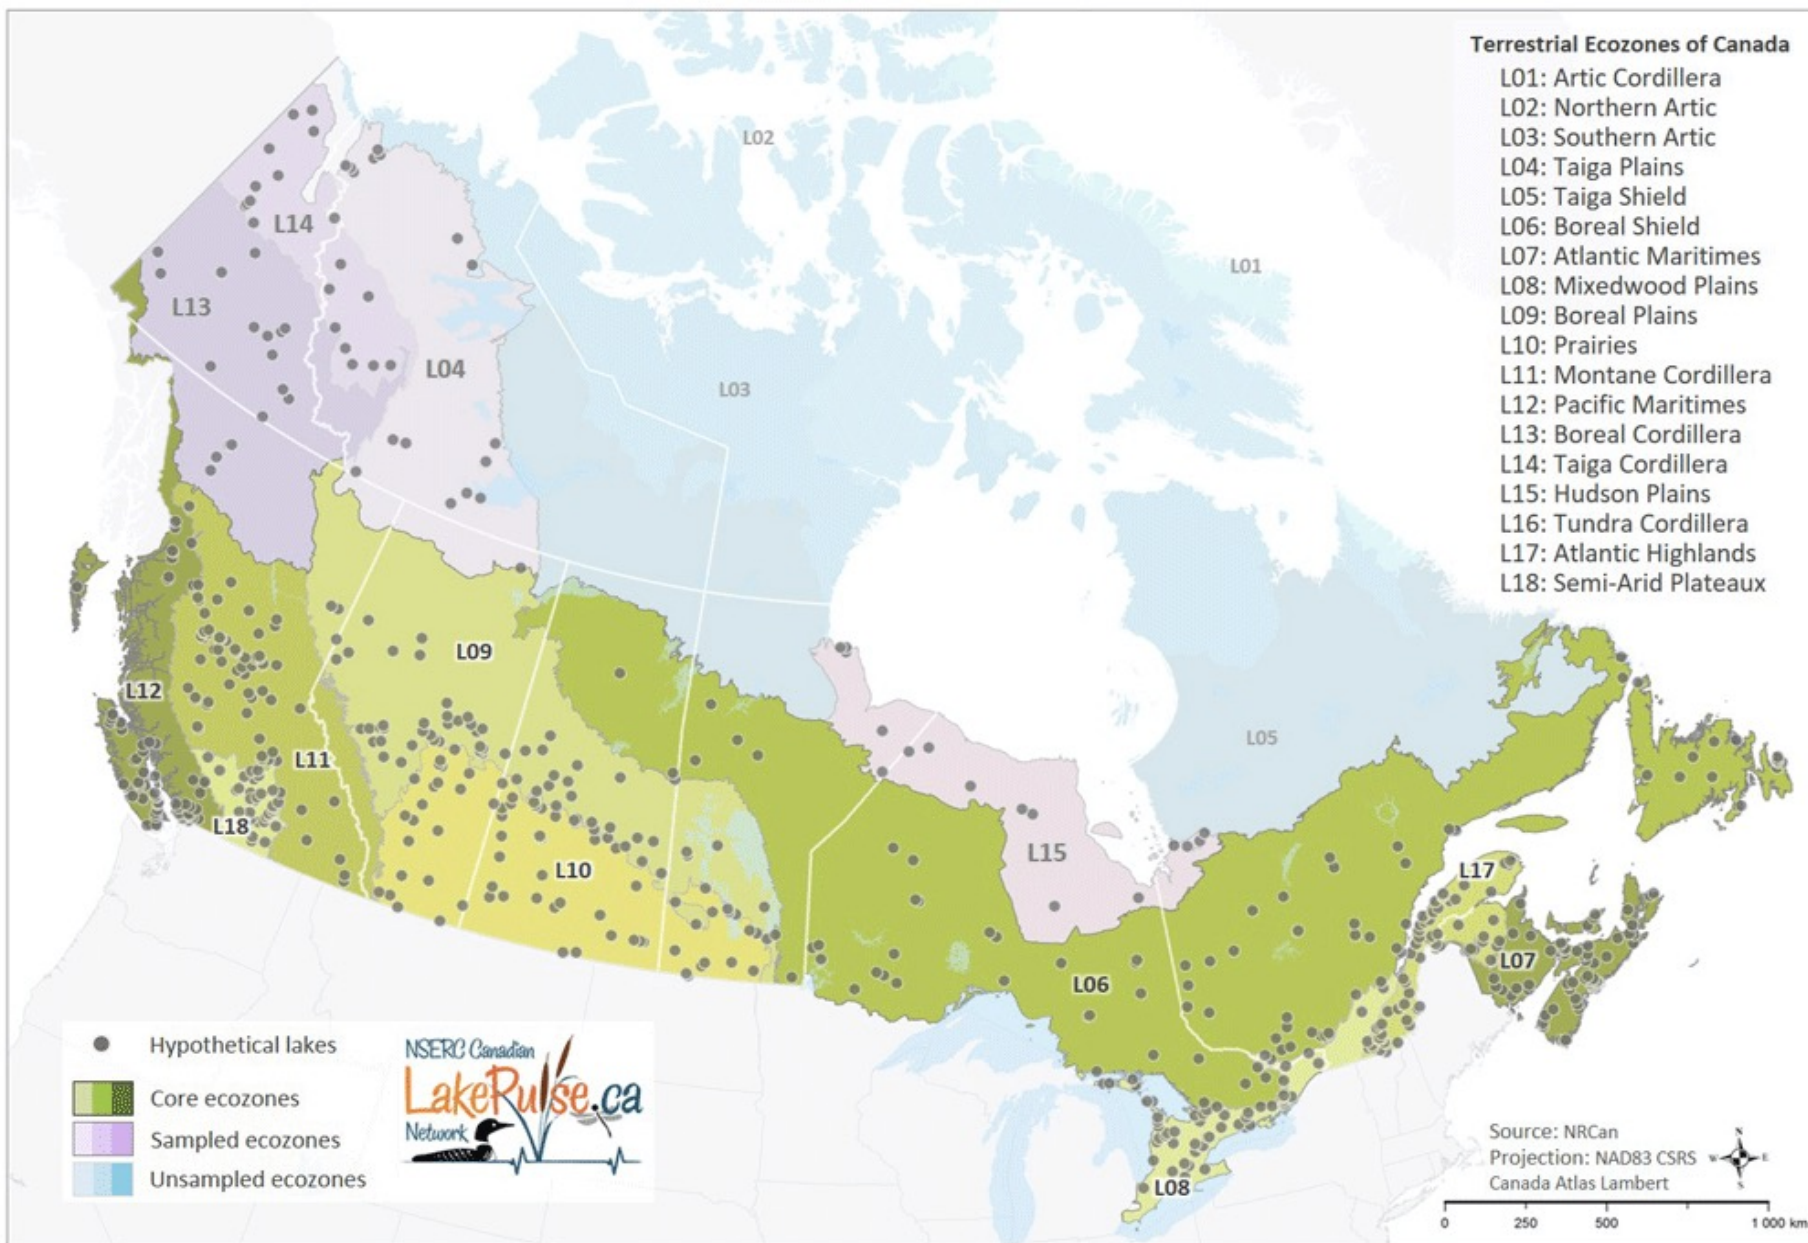 Terrestrial Ecozones of Canada
L01: Artic Cordillera
L02: Northern Artic
L03: Southern Artic
L04: Taiga Plains
L05: Taiga Shield
L06: Boreal Shield
L07: Atlantic Maritimes
L08: Mixedwood Plains
L09: Boreal Plains
L10: Prairies
L11: Montane Cordillera
L12: Pacific Maritimes
L13: Boreal Cordillera
L14: Taiga Cordillera
L15: Hudson Plains
L16: Tundra Cordillera
L17: Atlantic Highlands
L18: Semi-Arid Plateaux
L02
L14
L01
L13
L04
L03
L09
L12
L05
L11
L18
L15
L10
L17
L07
L06
L08
Hypothetical lakes
Core ecozones
Sampled ecozones
Unsampled ecozones
NSERC Canadian
LakePulse.ca
Network
Source: NRCan
Projection: NAD83 CSRS
Canada Atlas Lambert
N
W E
S
0 250 500 1 000 km